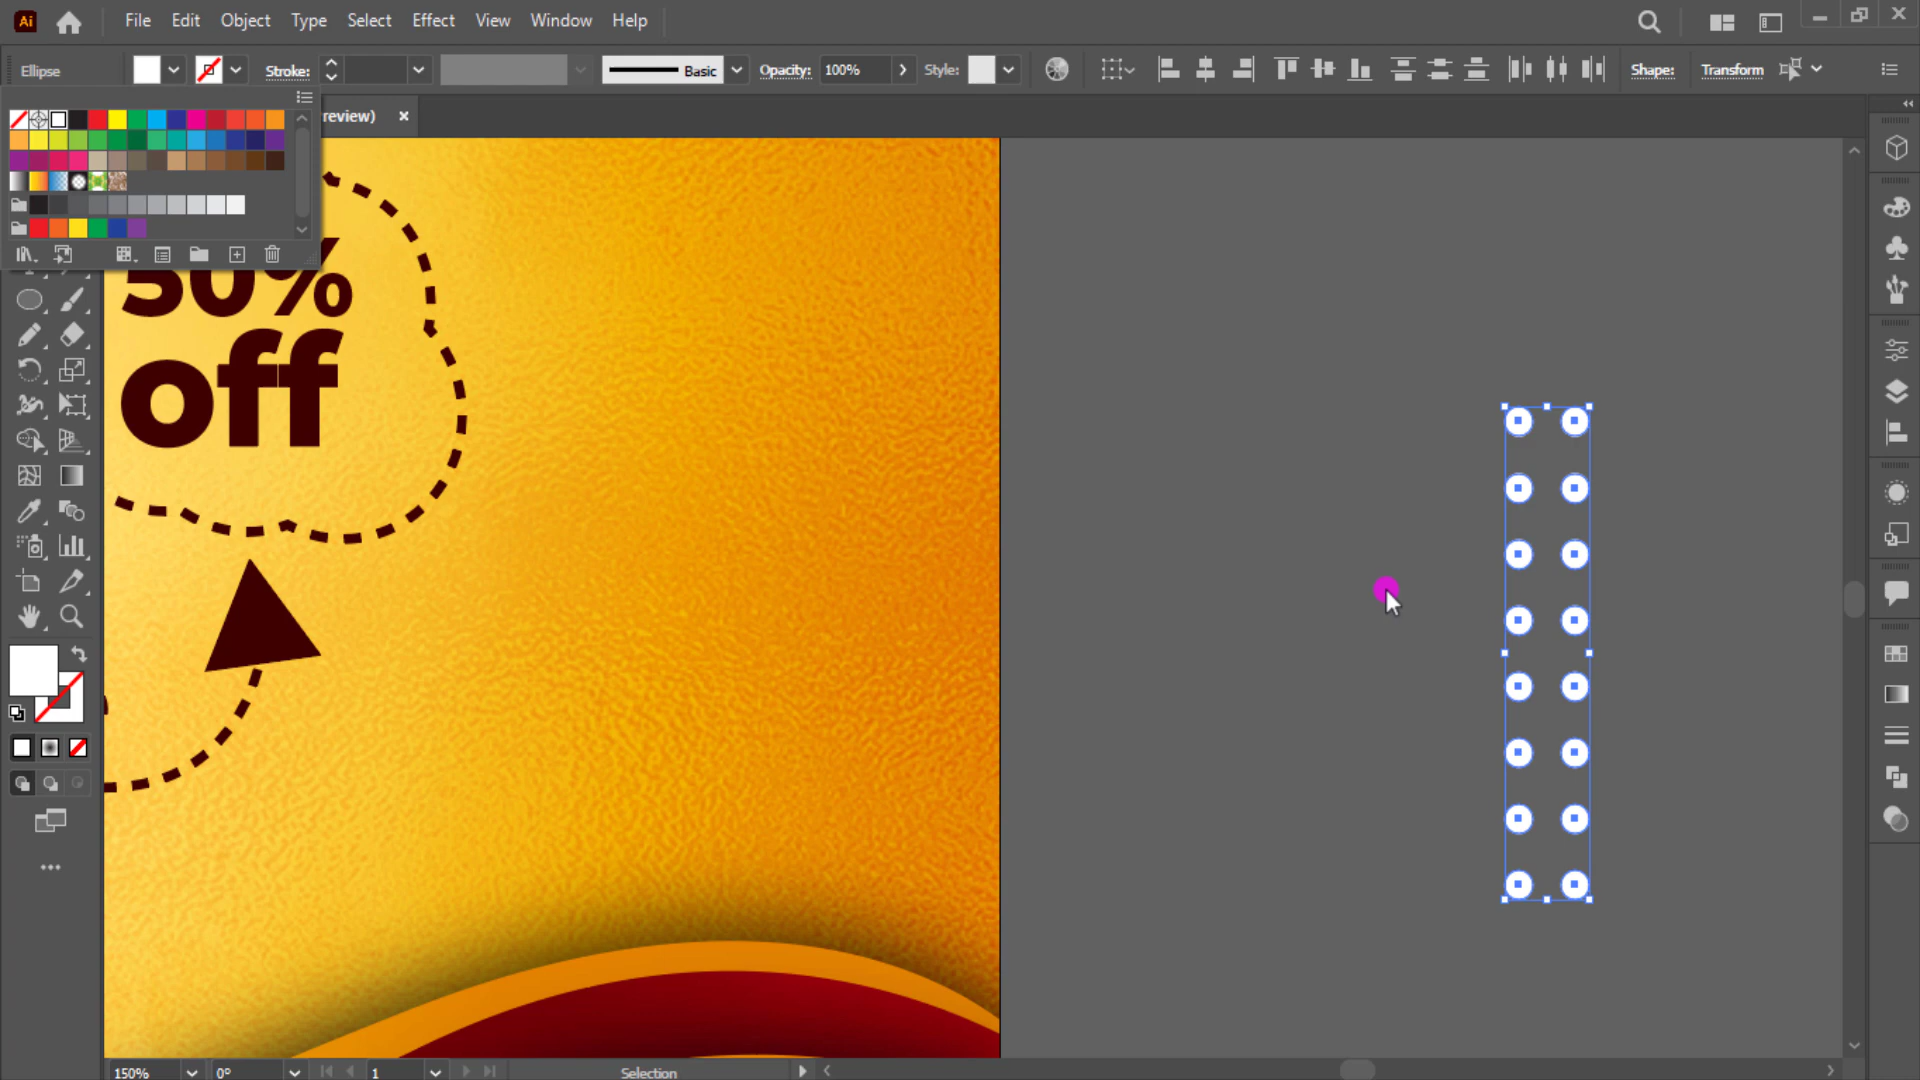 Ai File Edit Object Type Select Effect View Window Help
Ellipse Stroke: Basic Opacity: 100% Style: Shape: Transform
review) ×
50%
off
150% 0° 1 Selection